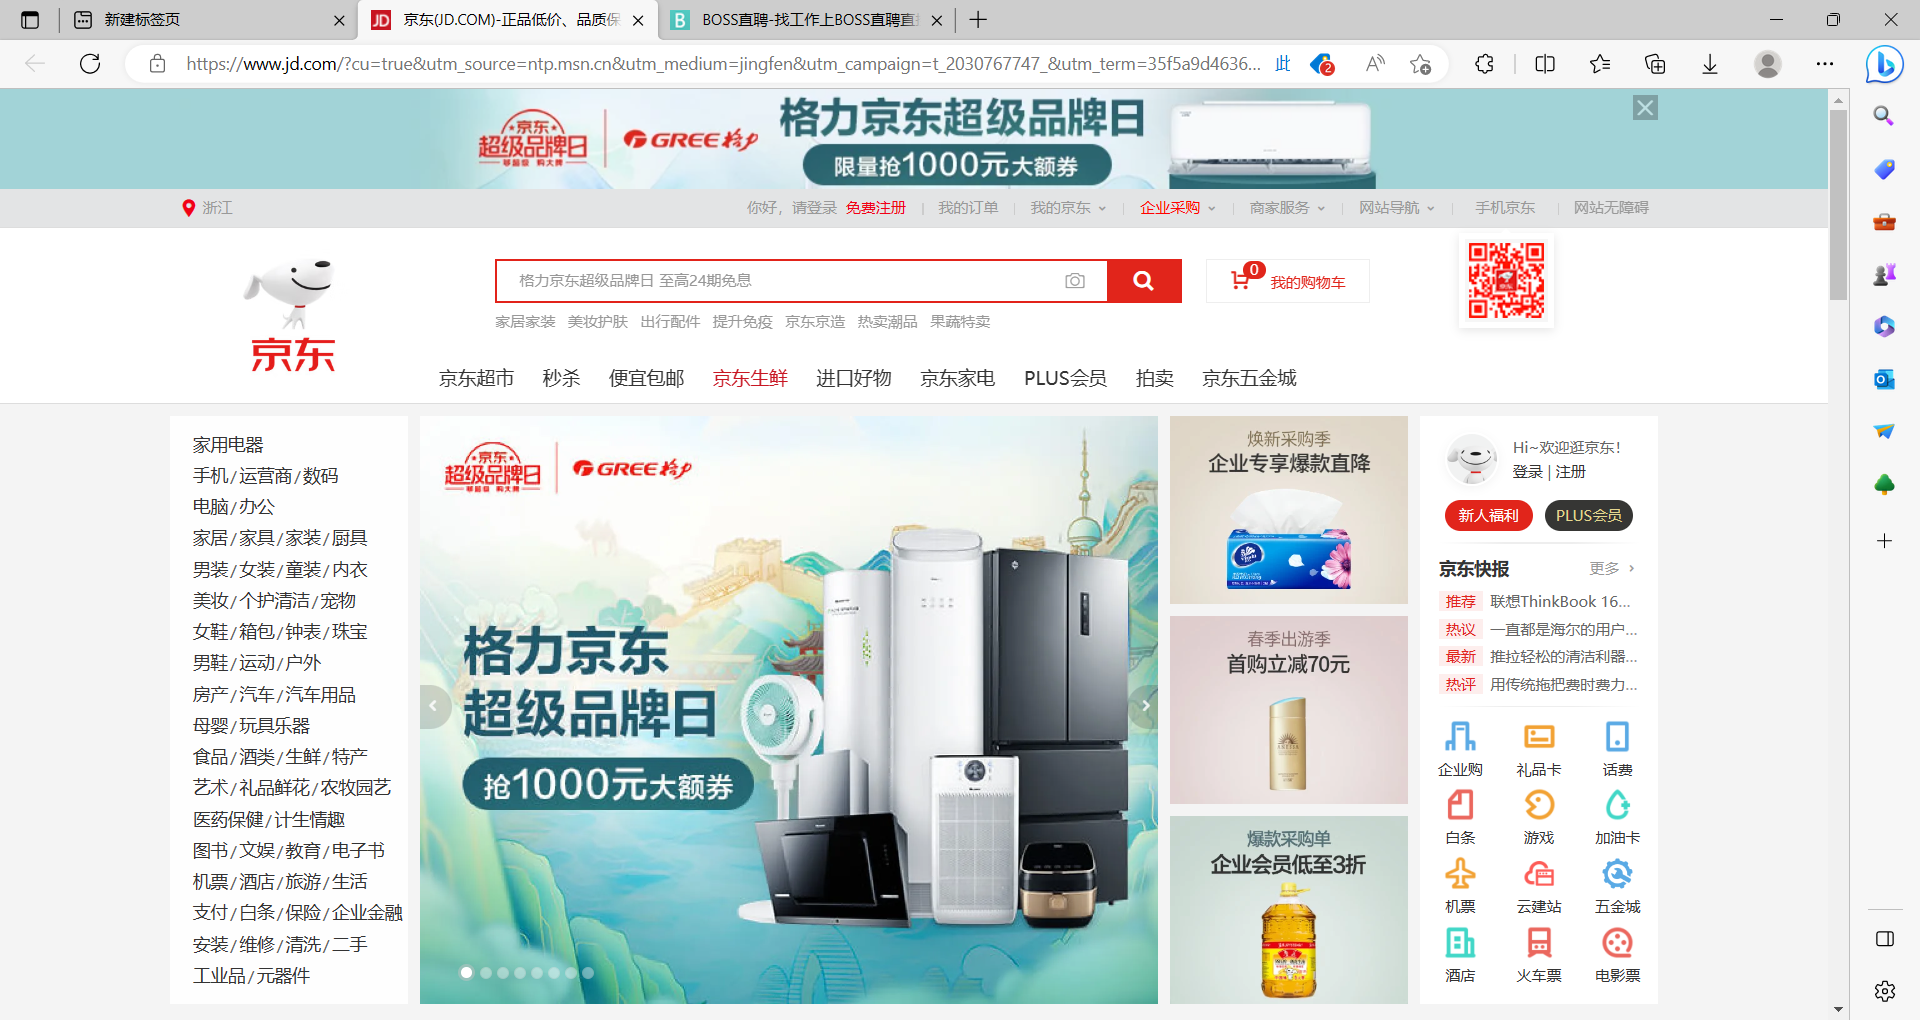 新建标签页
京东(JD.COM)-正品低价、品质保
BOSS直聘-找工作上BOSS直聘直
https://www.jd.com/?cu=true&utm_source=ntp.msn.cn&utm_medium=jingfen&utm_campaign=t_2030767747_&utm_term=35f5a9d4636...
此
2
京东
超级品牌日
够超级 购大牌
GREE格力
格力京东超级品牌日
限量抢1000元大额券
浙江
你好，请登录 免费注册
我的订单
我的京东
企业采购
商家服务
网站导航
手机京东
网站无障碍
格力京东超级品牌日 至高24期免息
0
我的购物车
家居家装 美妆护肤 出行配件 提升免疫 京东京造 热卖潮品 果蔬特卖
京东
京东超市 秒杀 便宜包邮 京东生鲜 进口好物 京东家电 PLUS会员 拍卖 京东五金城
家用电器
手机/运营商/数码
电脑/办公
家居/家具/家装/厨具
男装/女装/童装/内衣
美妆/个护清洁/宠物
女鞋/箱包/钟表/珠宝
男鞋/运动/户外
房产/汽车/汽车用品
母婴/玩具乐器
食品/酒类/生鲜/特产
艺术/礼品鲜花/农牧园艺
医药保健/计生情趣
图书/文娱/教育/电子书
机票/酒店/旅游/生活
支付/白条/保险/企业金融
安装/维修/清洗/二手
工业品/元器件
京东
超级品牌日
够超级 购大牌
GREE格力
格力京东
超级品牌日
抢1000元大额券
焕新采购季
企业专享爆款直降
春季出游季
首购立减70元
爆款采购单
企业会员低至3折
Hi~欢迎逛京东!
登录 | 注册
新人福利
PLUS会员
京东快报
更多
推荐 联想ThinkBook 16...
热议 一直都是海尔的用户...
最新 推拉轻松的清洁利器...
热评 用传统拖把费时费力...
企业购 礼品卡 话费
白条 游戏 加油卡
机票 云建站 五金城
酒店 火车票 电影票